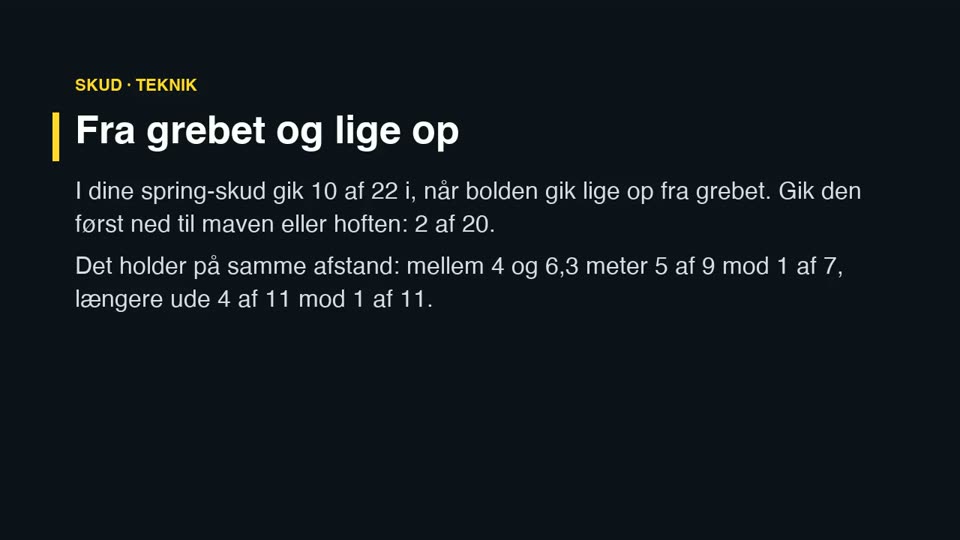 SKUD · TEKNIK
Fra grebet og lige op
I dine spring-skud gik 10 af 22 i, når bolden gik lige op fra grebet. Gik den
først ned til maven eller hoften: 2 af 20.
Det holder på samme afstand: mellem 4 og 6,3 meter 5 af 9 mod 1 af 7,
længere ude 4 af 11 mod 1 af 11.